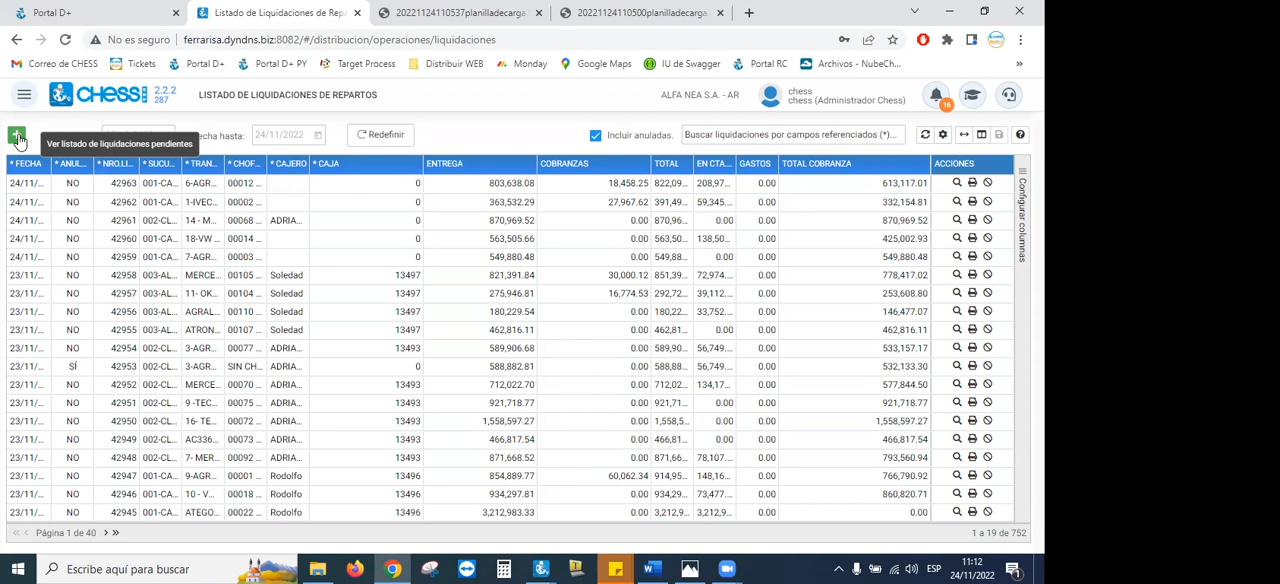 Portal D+
Listado de Liquidaciones de Repa
20221124110537planilladecarga
20221124110500planilladecarga
No es seguro
ferrarisa.dyndns.biz:8082/#/distribucion/operaciones/liquidaciones
Correo de CHESS Tickets Portal D+ Portal D+ PY Target Process Distribuir WEB Monday Google Maps IU de Swagger Portal RC Archivos - NubeCh... »
CHESS 2.2.2 287 LISTADO DE LIQUIDACIONES DE REPARTOS ALFA NEA S.A. - AR chess chess (Administrador Chess) 16
Ver listado de liquidaciones pendientes
echa hasta: 24/11/2022 Redefinir Incluir anuladas. Buscar liquidaciones por campos referenciados (*)...
* FECHA * ANUL... * NRO.LI... * SUCU... * TRAN... * CHOF... * CAJERO * CAJA ENTREGA COBRANZAS TOTAL EN CTA.... GASTOS TOTAL COBRANZA ACCIONES
24/11/... NO 42963 001-CA... 6-AGR... 00012 ... 0 803,638.08 18,458.25 822,09... 208,97... 0.00 613,117.01
24/11/... NO 42962 001-CA... 1-IVEC... 00002 ... 0 363,532.29 27,967.62 391,49... 59,345.... 0.00 332,154.81
24/11/... NO 42961 002-CL... 14 - M... 00068 ... ADRIA... 0 870,969.52 0.00 870,96... 0.00 0.00 870,969.52
24/11/... NO 42960 001-CA... 18-VW ... 00014 ... 0 563,505.66 0.00 563,50... 138,50... 0.00 425,002.93
24/11/... NO 42959 001-CA... 7-AGR... 00003 ... 0 549,880.48 0.00 549,88... 0.00 0.00 549,880.48
23/11/... NO 42958 003-AL... MERCE... 00105 ... Soledad 13497 821,391.84 30,000.12 851,39... 72,974.... 0.00 778,417.02
23/11/... NO 42957 003-AL... 11- OK... 00104 ... Soledad 13497 275,946.81 16,774.53 292,72... 39,112.... 0.00 253,608.80
23/11/... NO 42956 003-AL... AGRAL... 00110 ... Soledad 13497 180,229.54 0.00 180,22... 33,752.... 0.00 146,477.07
23/11/... NO 42955 003-AL... ATRON... 00107 ... Soledad 13497 462,816.11 0.00 462,81... 0.00 0.00 462,816.11
23/11/... NO 42954 002-CL... 3-AGR... 00077 ... ADRIA... 13493 589,906.68 0.00 589,90... 56,749.... 0.00 533,157.17
23/11/... SÍ 42953 002-CL... 3-AGR... SIN CH... ADRIA... 0 588,882.81 0.00 588,88... 56,749.... 0.00 532,133.30
23/11/... NO 42952 002-CL... MERCE... 00070 ... ADRIA... 13493 712,022.70 0.00 712,02... 134,17... 0.00 577,844.50
23/11/... NO 42951 002-CL... 9 -TEC... 00075 ... ADRIA... 13493 921,718.77 0.00 921,71... 0.00 0.00 921,718.77
23/11/... NO 42950 002-CL... 16- TE... 00072 ... ADRIA... 13493 1,558,597.27 0.00 1,558,5... 0.00 0.00 1,558,597.27
23/11/... NO 42949 002-CL... AC336... 00073 ... ADRIA... 13493 466,817.54 0.00 466,81... 0.00 0.00 466,817.54
23/11/... NO 42948 002-CL... 7- MER... 00092 ... ADRIA... 13493 871,668.52 0.00 871,66... 78,107.... 0.00 793,560.94
23/11/... NO 42947 001-CA... 9-AGR... 00001 ... Rodolfo 13496 854,889.77 60,062.34 914,95... 148,16... 0.00 766,790.92
23/11/... NO 42946 001-CA... 10 - V... 00018 ... Rodolfo 13496 934,297.81 0.00 934,29... 73,477.... 0.00 860,820.71
23/11/... NO 42945 001-CA... ATEGO... 00022 ... Rodolfo 13496 3,212,983.33 0.00 3,212,9... 3,212,9... 0.00 0.00
Configurar columnas
Página 1 de 40 1 a 19 de 752
Escribe aquí para buscar ESP 11:12 24/11/2022 1